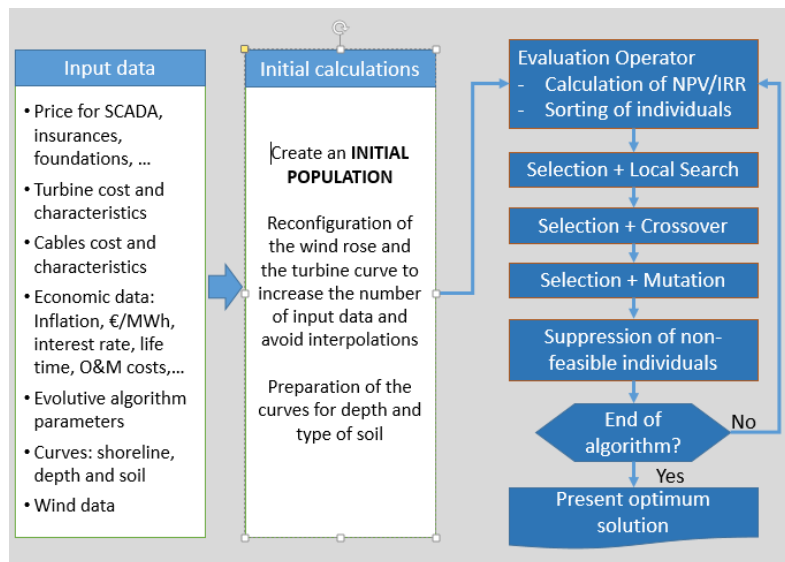 Input data
• Price for SCADA,
insurances,
foundations, ...
• Turbine cost and
characteristics
• Cables cost and
characteristics
• Economic data:
Inflation, €/MWh,
interest rate, life
time, O&M costs,...
• Evolutive algorithm
parameters
• Curves: shoreline,
depth and soil
• Wind data
Initial calculations
Create an INITIAL
POPULATION
Reconfiguration of
the wind rose and
the turbine curve to
increase the number
of input data and
avoid interpolations
Preparation of the
curves for depth and
type of soil
Evaluation Operator
- Calculation of NPV/IRR
- Sorting of individuals
Selection + Local Search
Selection + Crossover
Selection + Mutation
Suppression of non-
feasible individuals
End of
algorithm?
No
Yes
Present optimum
solution